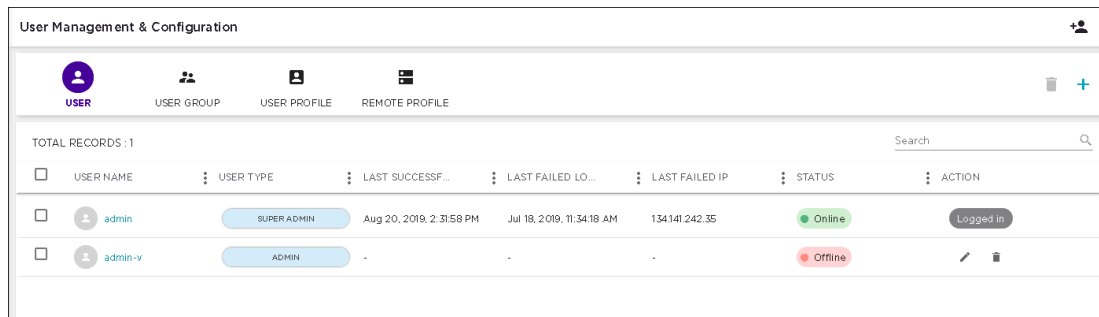 User Management & Configuration
USER
USER GROUP
USER PROFILE
REMOTE PROFILE
TOTAL RECORDS : 1
Search
USER NAME
USER TYPE
LAST SUCCESSF...
LAST FAILED LO...
LAST FAILED IP
STATUS
ACTION
admin
SUPER ADMIN
Aug 20, 2019, 2:31:58 PM
Jul 18, 2019, 11:34:18 AM
134.141.242.35
Online
Logged in
admin-v
ADMIN
-
-
-
Offline